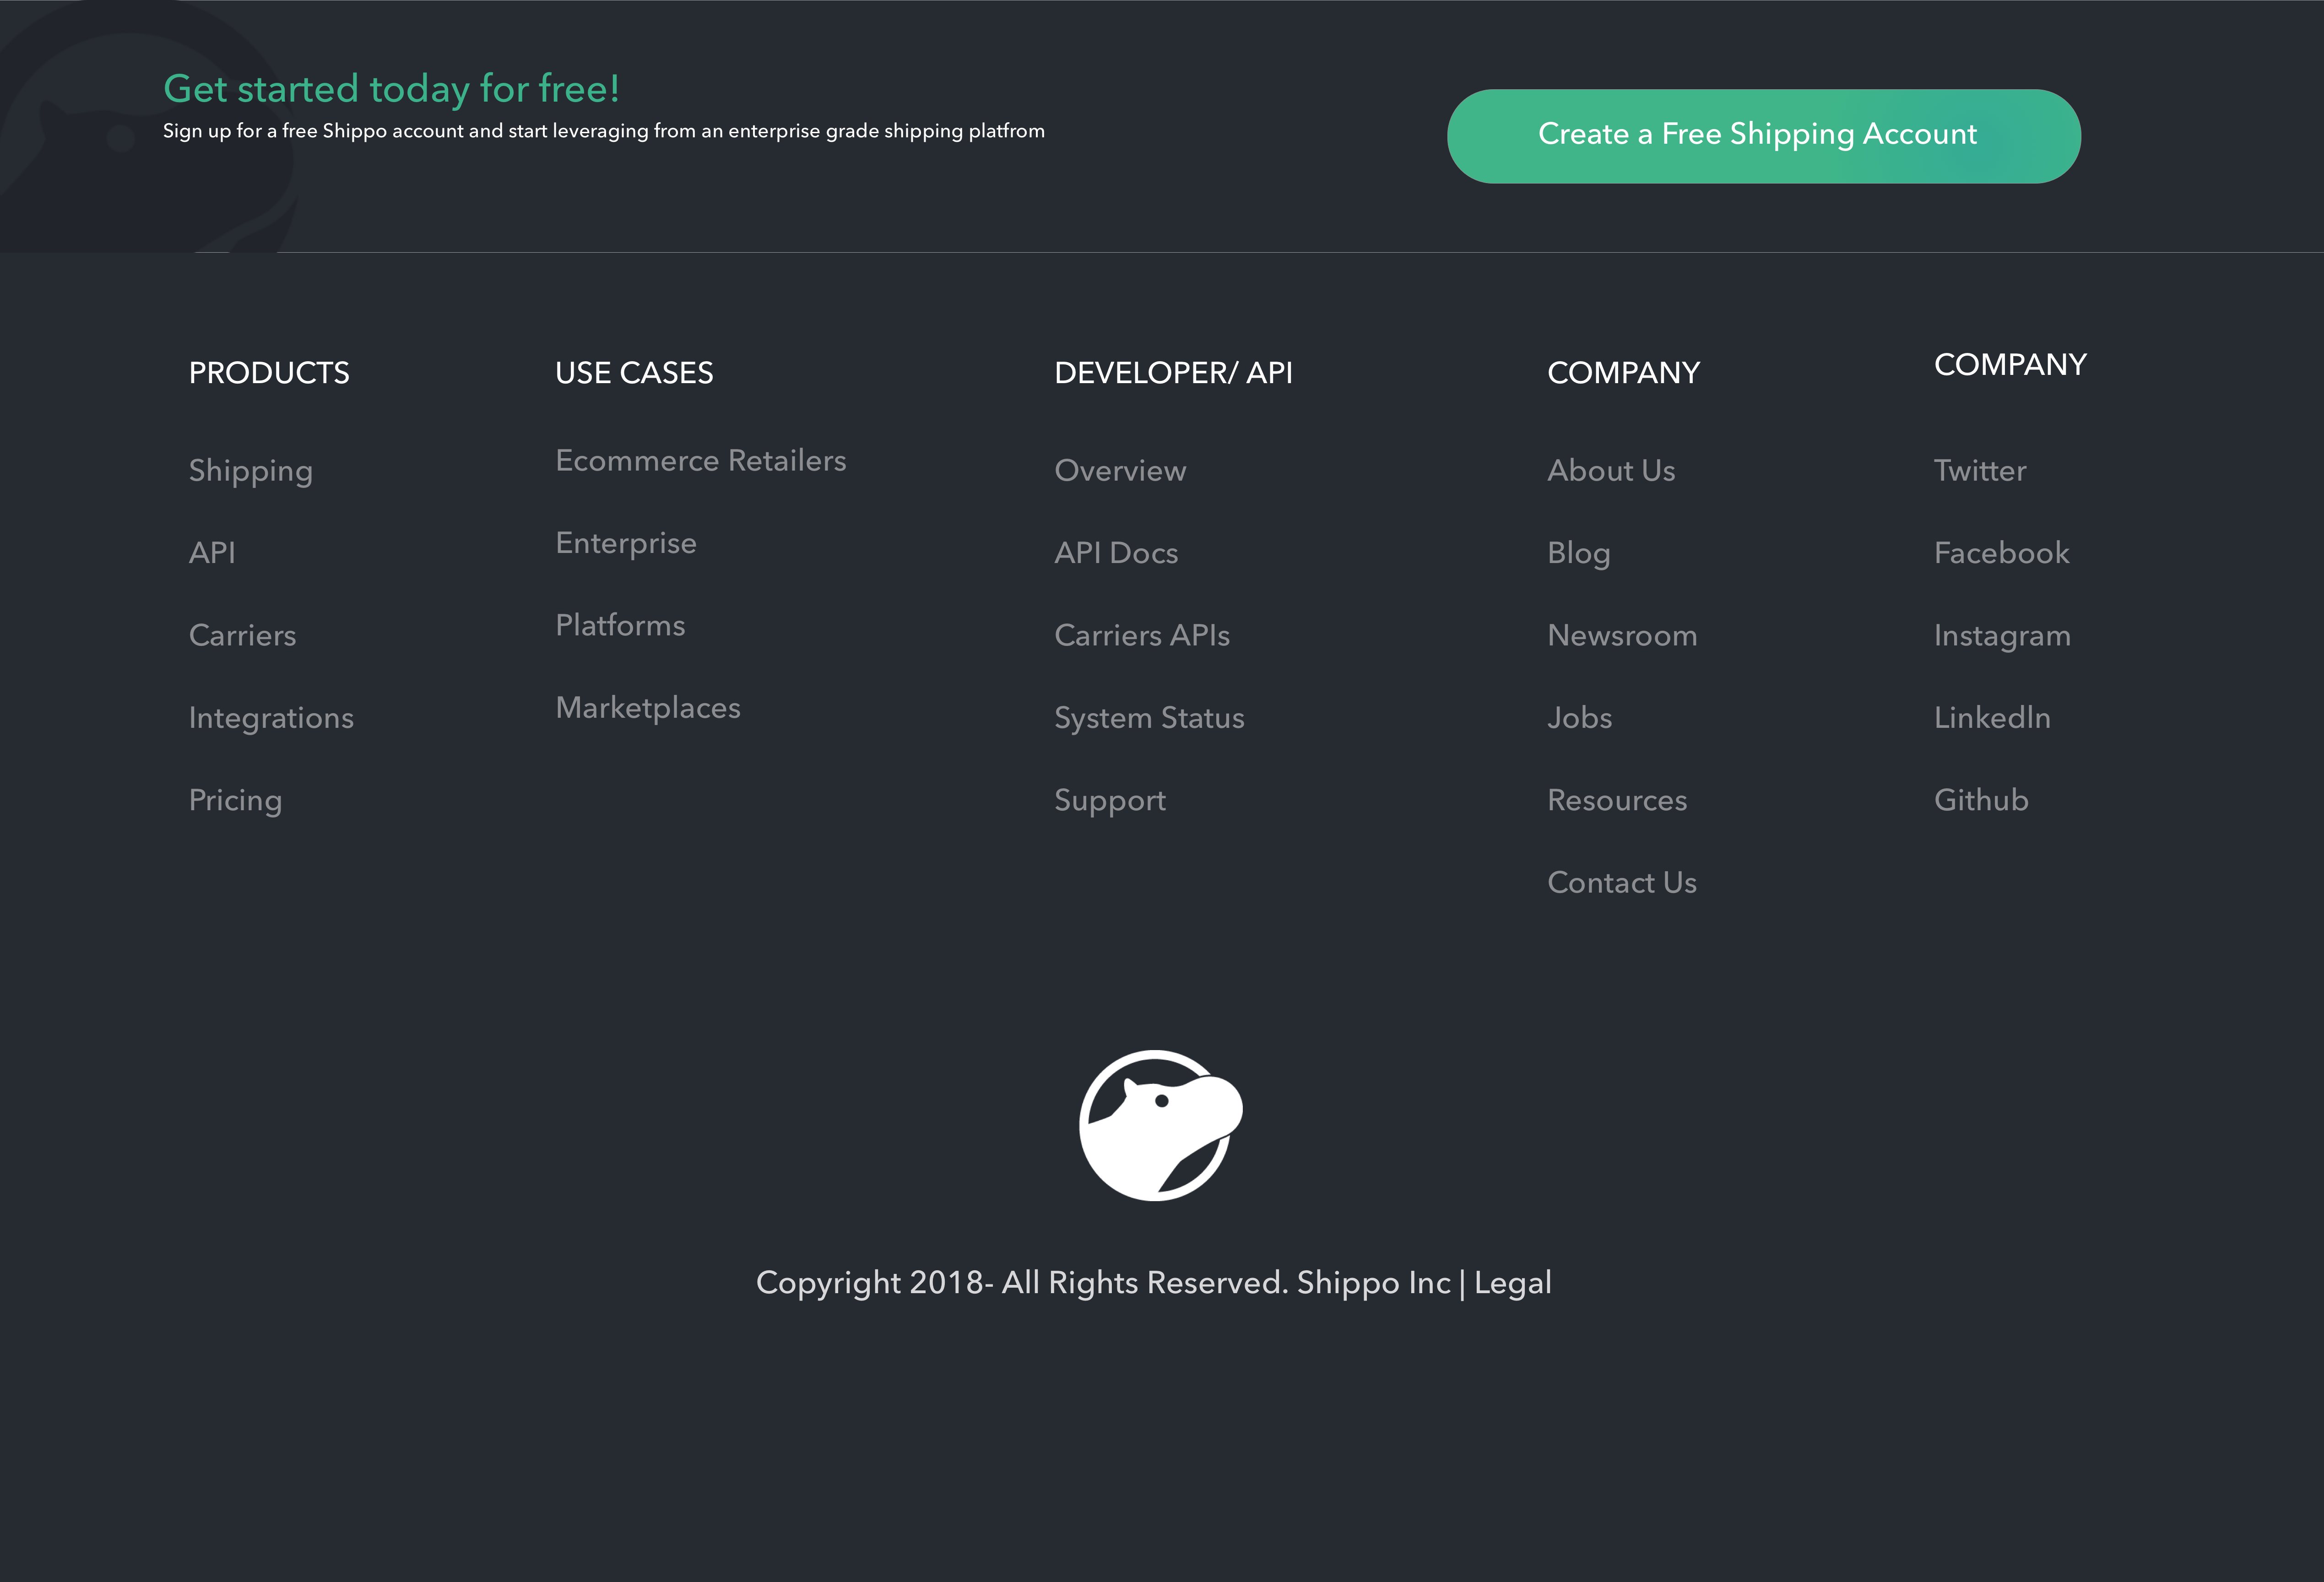 Get started today for free!
Sign up for a free Shippo account and start leveraging from an enterprise grade shipping platfrom
Create a Free Shipping Account
PRODUCTS
Shipping
API
Carriers
Integrations
Pricing
USE CASES
Ecommerce Retailers
Enterprise
Platforms
Marketplaces
DEVELOPER/ API
Overview
API Docs
Carriers APIs
System Status
Support
COMPANY
About Us
Blog
Newsroom
Jobs
Resources
Contact Us
COMPANY
Twitter
Facebook
Instagram
LinkedIn
Github
Copyright 2018- All Rights Reserved. Shippo Inc | Legal